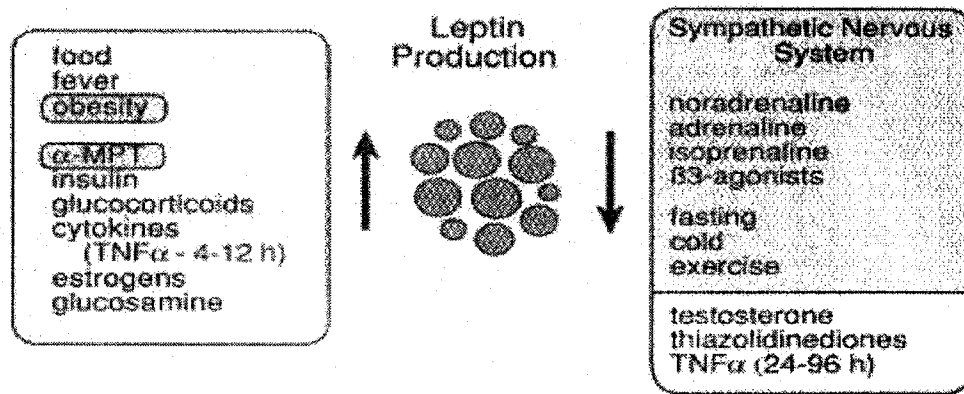 food
fever
obesity
α-MPT
insulin
glucocorticoids
cytokines
(TNFα - 4-12 h)
estrogens
glucosamine
Leptin
Production
Sympathetic Nervous
System
noradrenaline
adrenaline
isoprenaline
ß3-agonists
fasting
cold
exercise
testosterone
thiazolidinediones
TNFα (24-96 h)